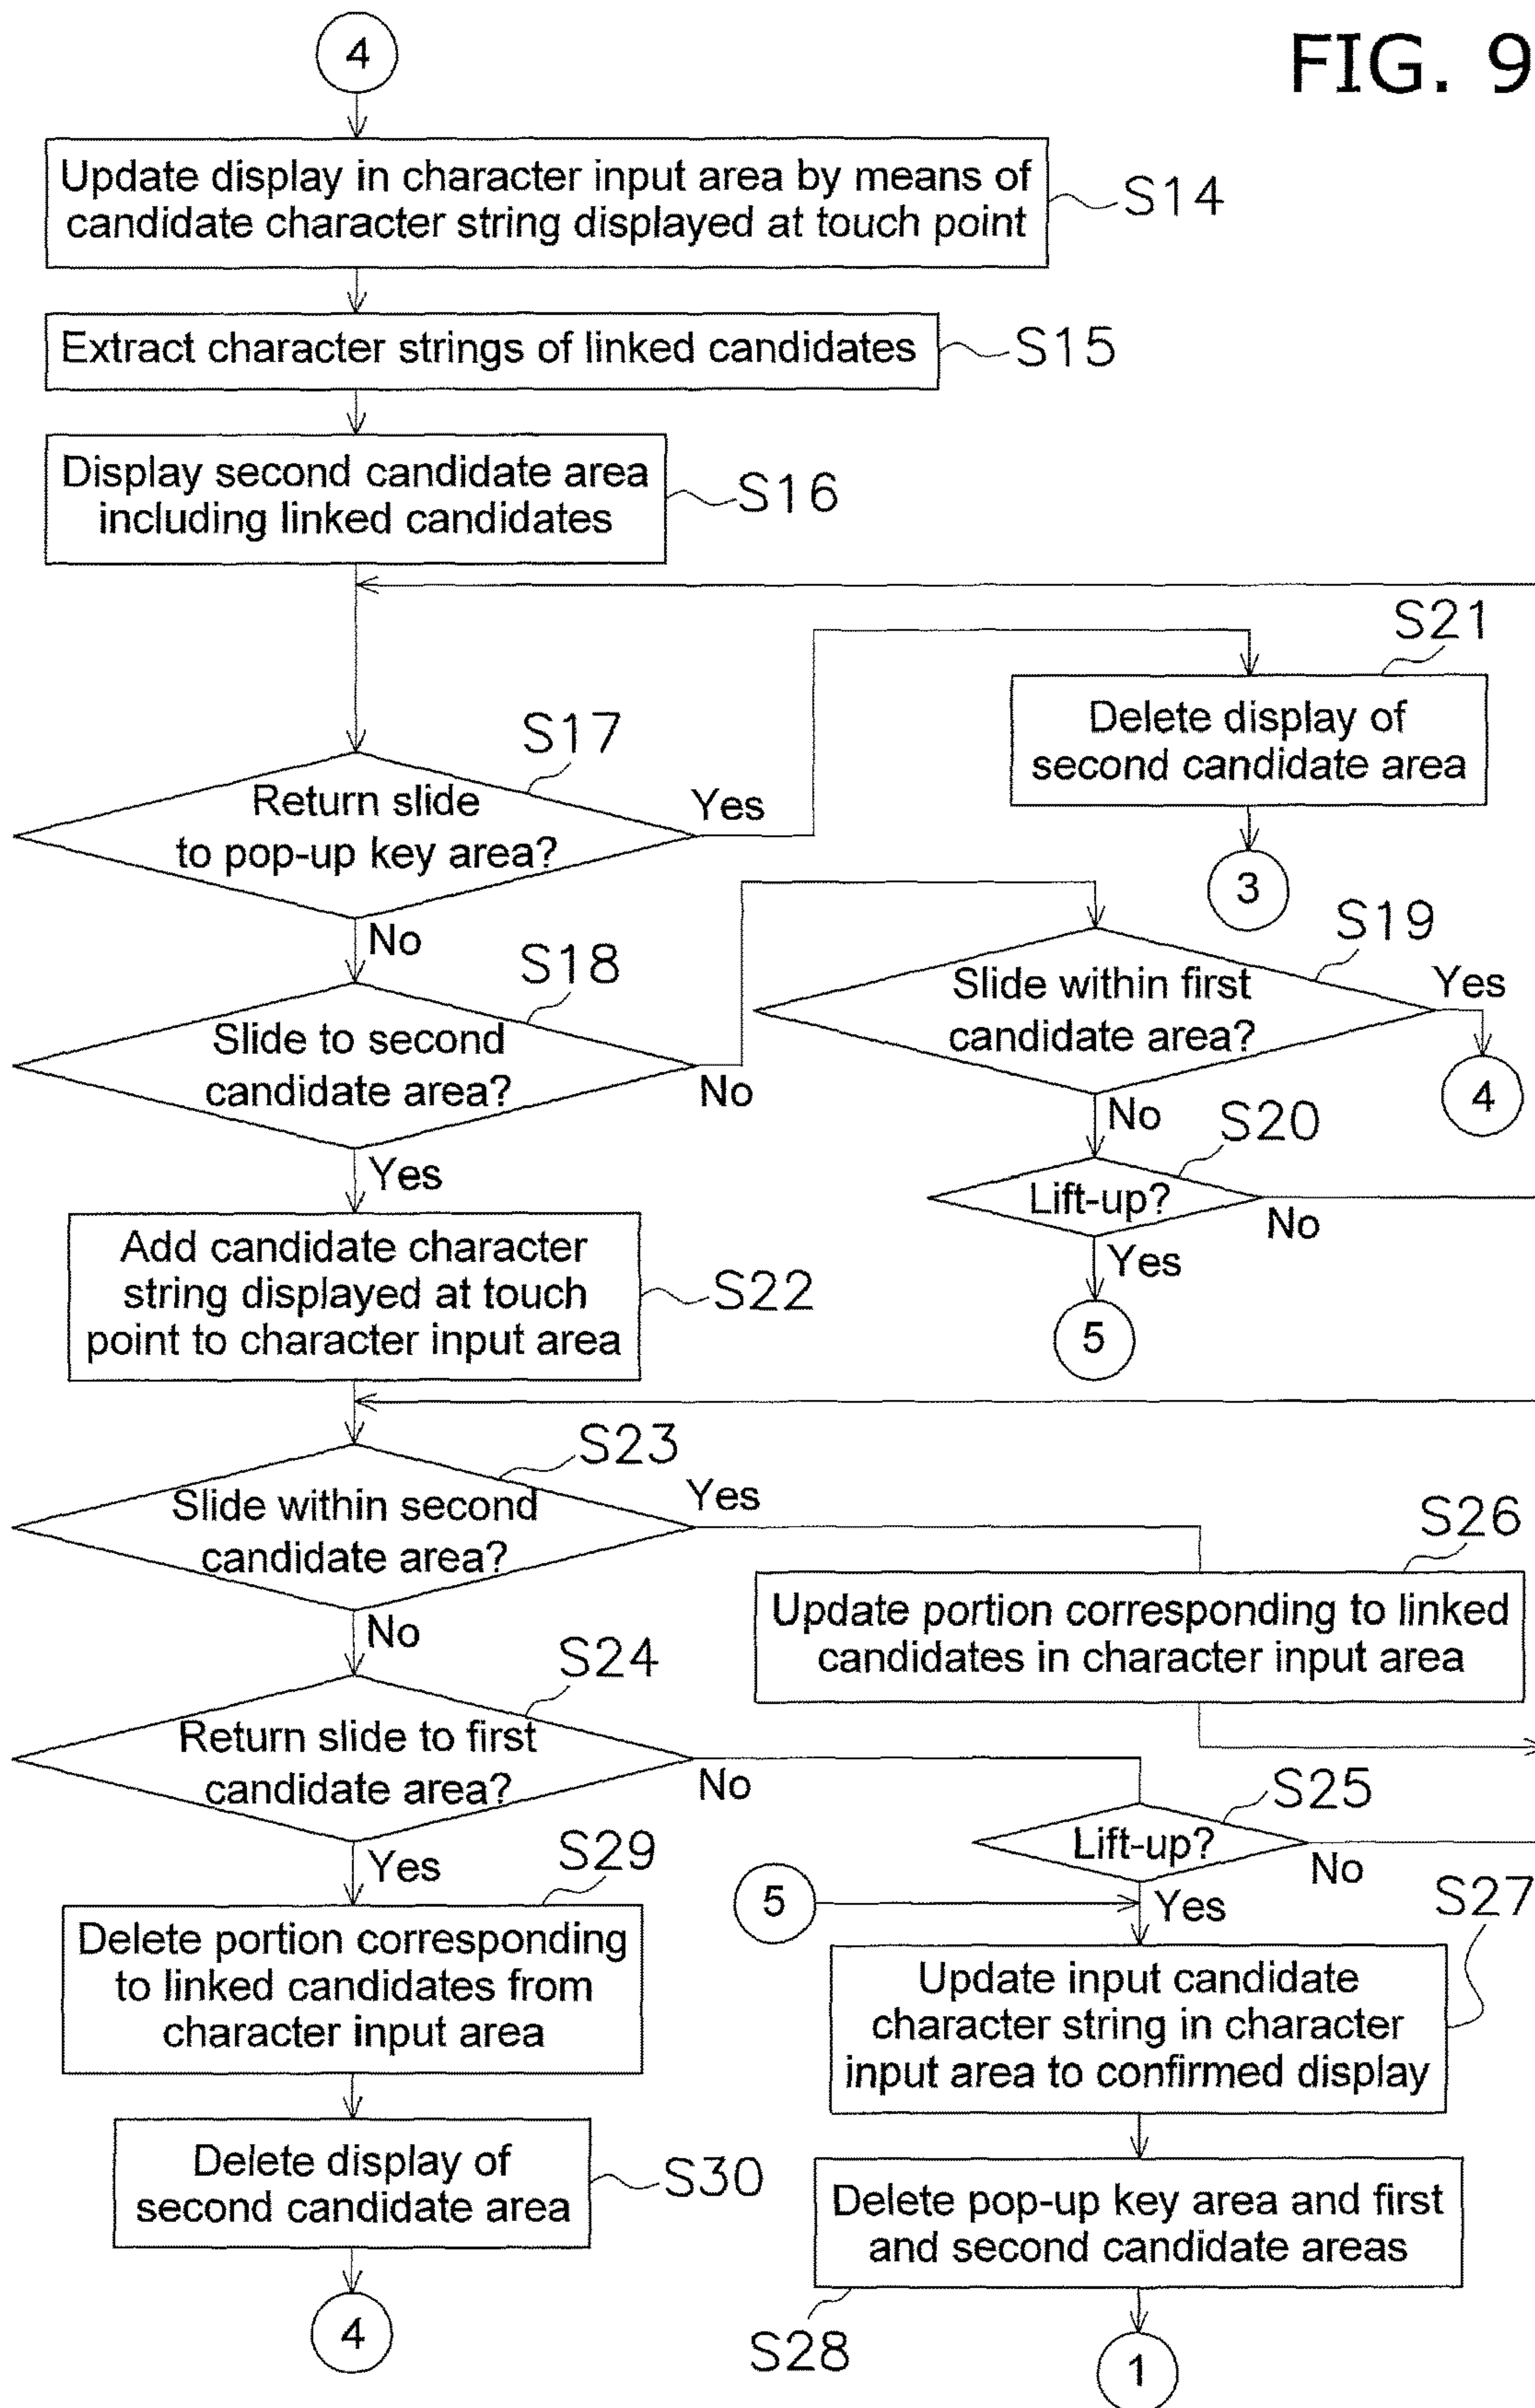 FIG. 9
4
Update display in character input area by means of
candidate character string displayed at touch point
S14
Extract character strings of linked candidates
S15
Display second candidate area
including linked candidates
S16
S21
Delete display of
second candidate area
3
S17
Return slide
to pop-up key area?
Yes
No
S18
Slide to second
candidate area?
No
Yes
S19
Slide within first
candidate area?
Yes
4
No
S20
Lift-up?
No
Yes
5
Add candidate character
string displayed at touch
point to character input area
S22
S23
Slide within second
candidate area?
Yes
No
S26
Update portion corresponding to linked
candidates in character input area
S24
Return slide to first
candidate area?
No
Yes
S25
Lift-up?
No
Yes
5
S27
Update input candidate
character string in character
input area to confirmed display
S29
Delete portion corresponding
to linked candidates from
character input area
Delete display of
second candidate area
S30
4
Delete pop-up key area and first
and second candidate areas
S28
1